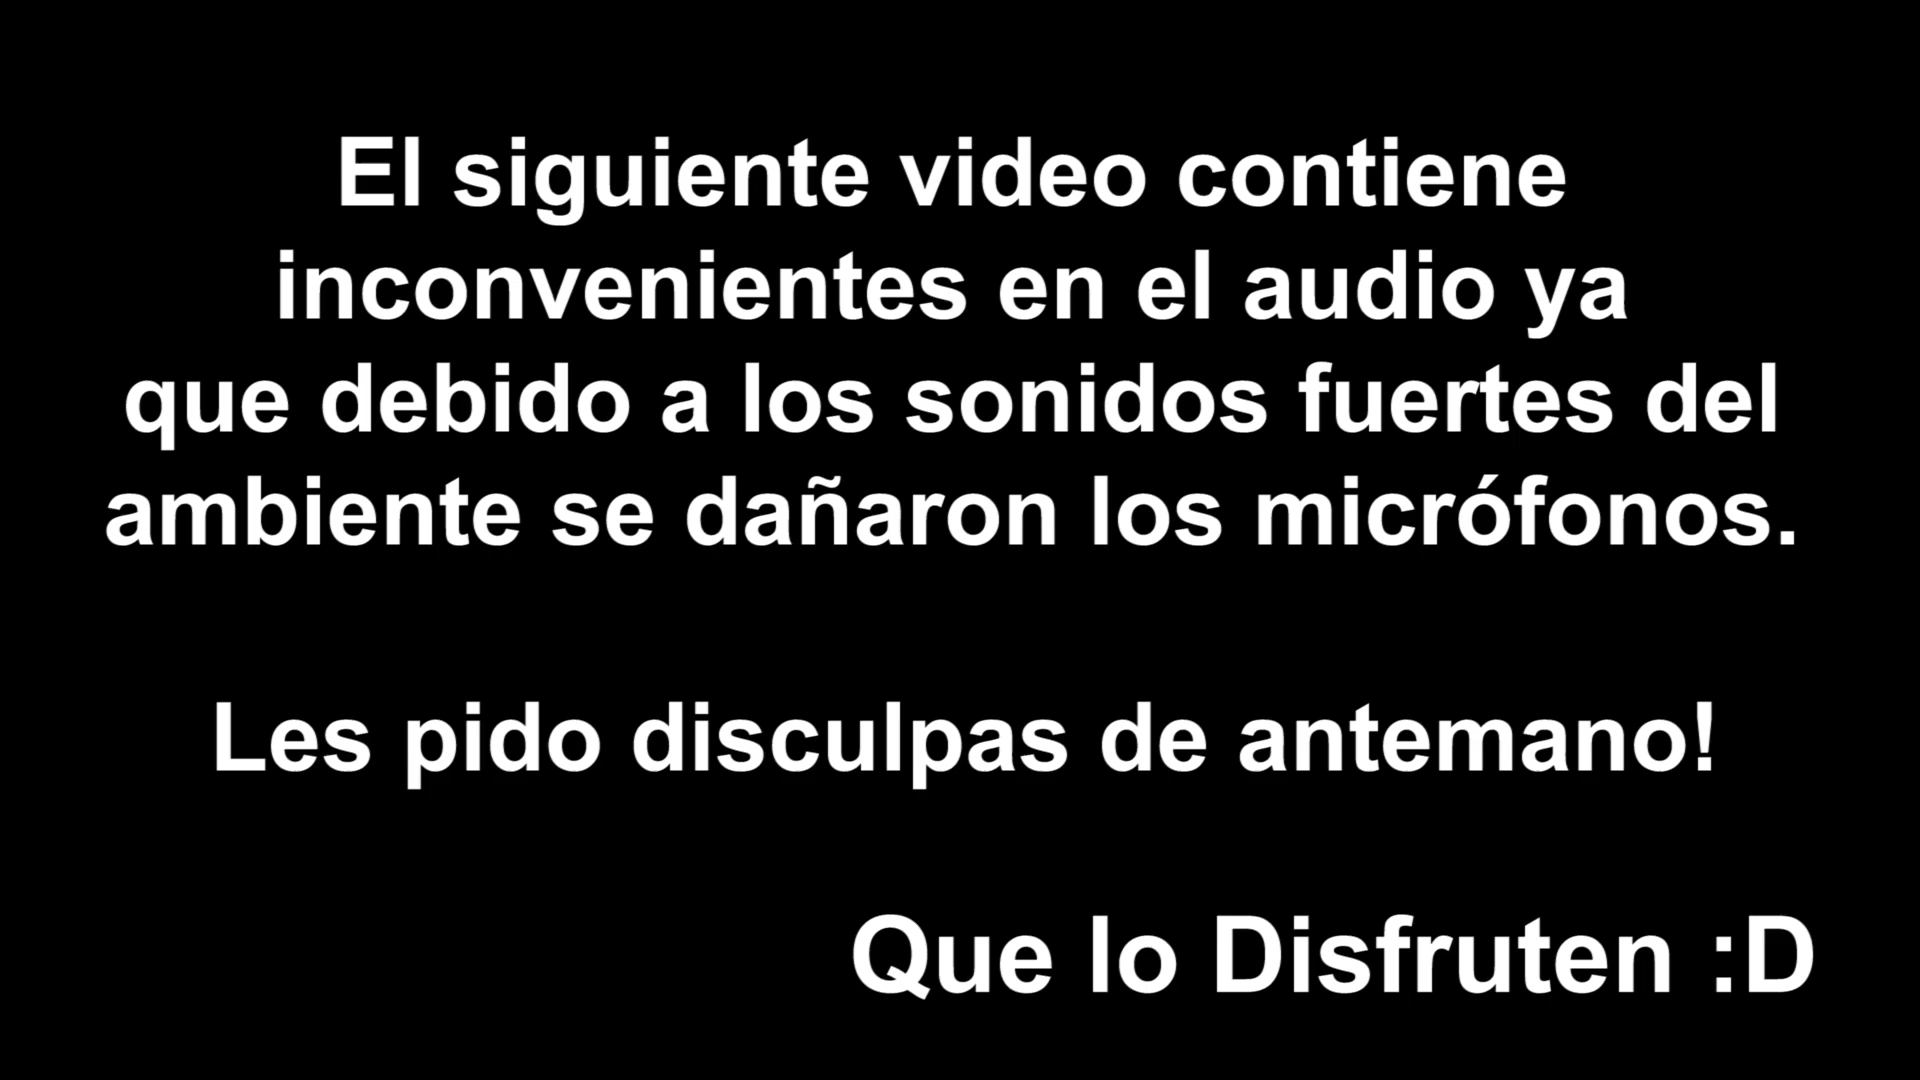 El siguiente video contiene
inconvenientes en el audio ya
que debido a los sonidos fuertes del
ambiente se dañaron los micrófonos.
Les pido disculpas de antemano!
Que lo Disfruten :D